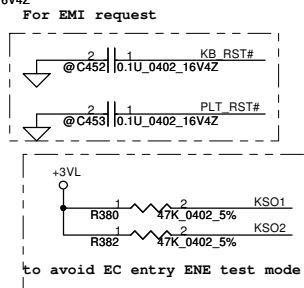 16V4Z
For EMI request
2 1 KB_RST#
@C452 0.1U_0402_16V4Z
2 1 PLT_RST#
@C453 0.1U_0402_16V4Z
+3VL
1 2 KSO1
R380 47K_0402_5%
1 2 KSO2
R382 47K_0402_5%
to avoid EC entry ENE test mode